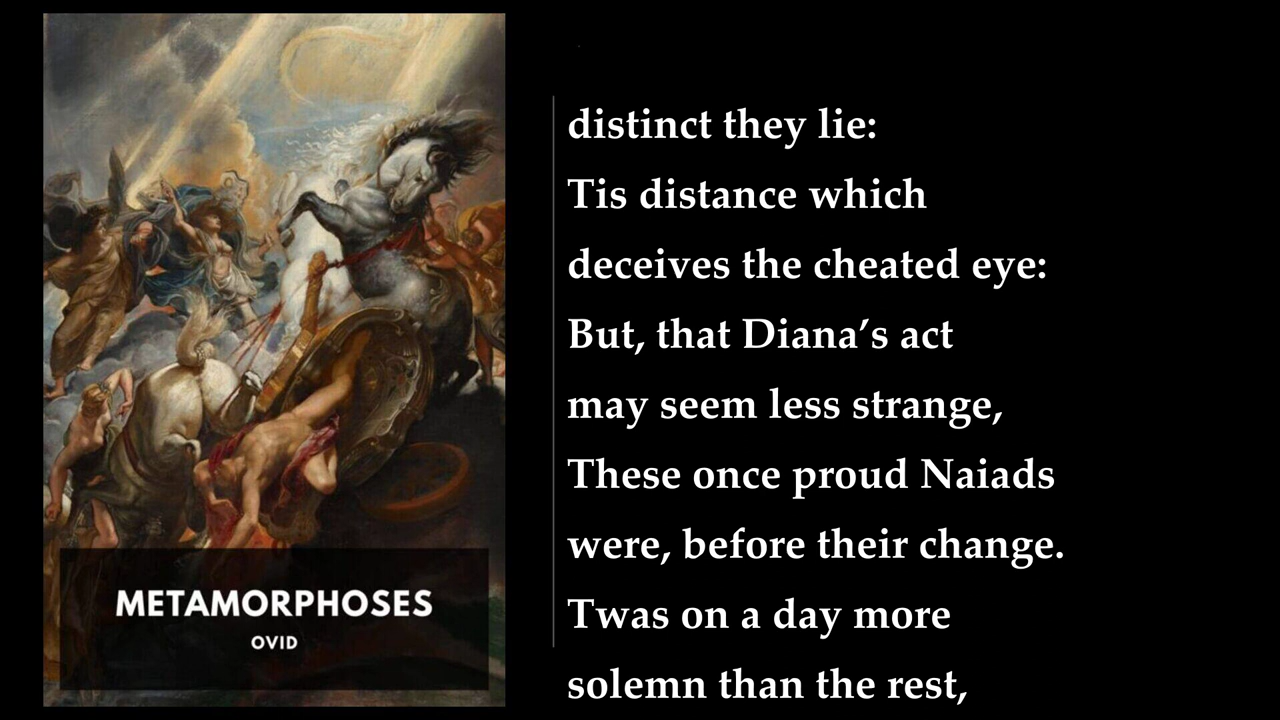 METAMORPHOSES
OVID
distinct they lie:
Tis distance which
deceives the cheated eye:
But, that Diana’s act
may seem less strange,
These once proud Naiads
were, before their change.
Twas on a day more
solemn than the rest,